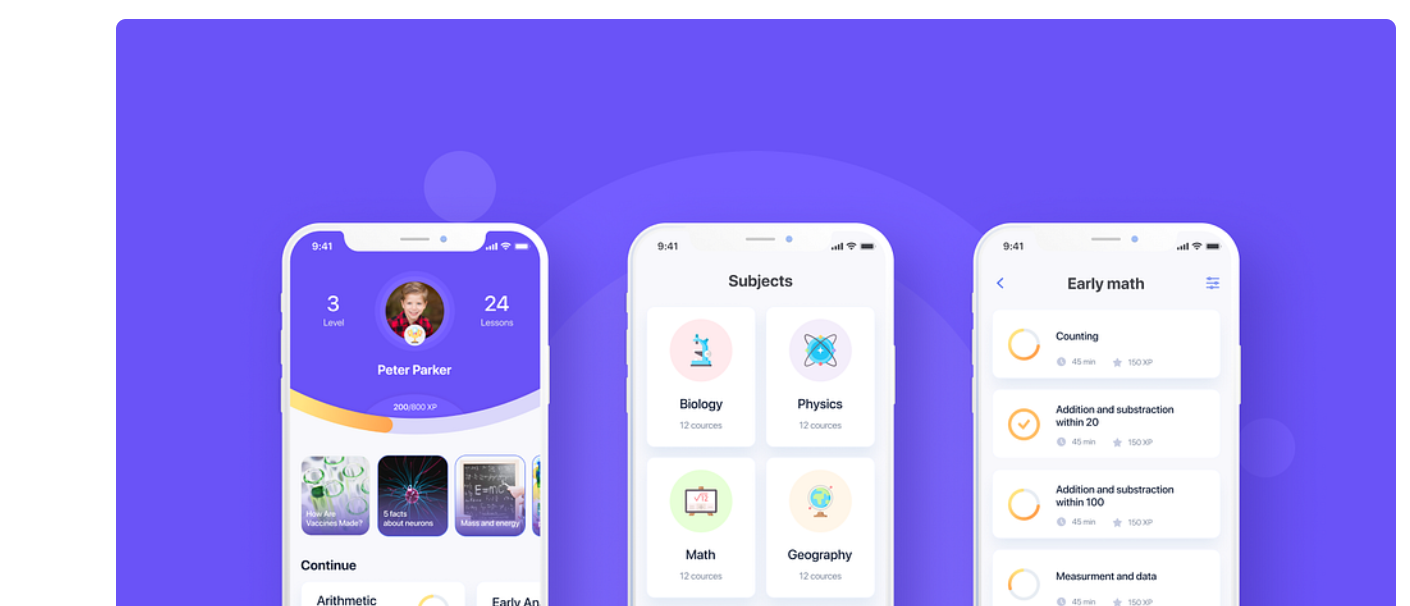 9:41
3
Level
24
Lessons
Peter Parker
200/800 XP
How Are
Vaccines Made?
5 facts
about neurons
E=mc
Mass and energy
Continue
Arithmetic
Early An
9:41
Subjects
Biology
12 cources
Physics
12 cources
√12
Math
12 cources
Geography
12 cources
9:41
Early math
Counting
45 min
150 XP
Addition and substraction
within 20
45 min
150 XP
Addition and substraction
within 100
45 min
150 XP
Measurment and data
45 min
150 XP